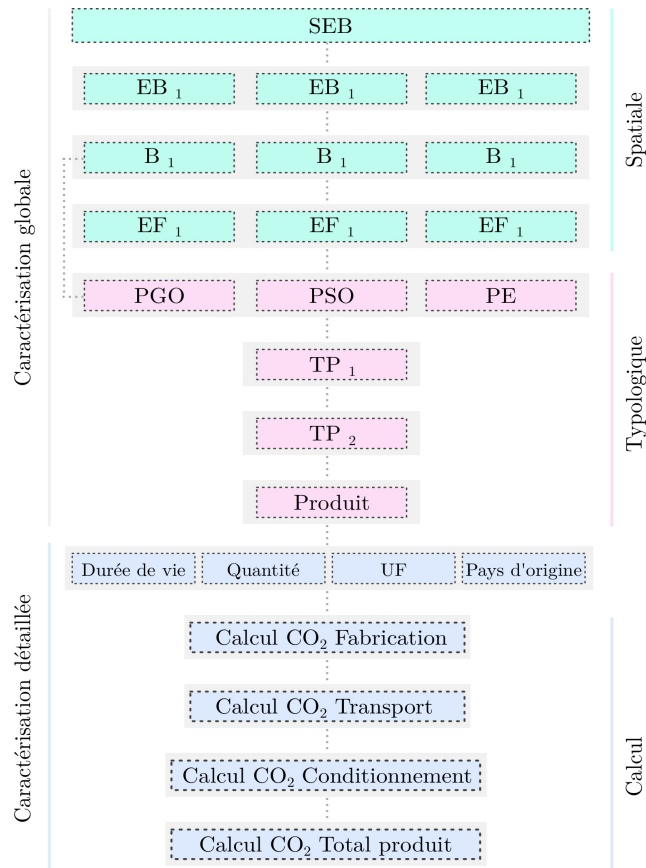 SEB
EB 1 EB 1 EB 1
B 1 B 1 B 1
EF 1 EF 1 EF 1
PGO PSO PE
TP 1
TP 2
Produit
Durée de vie Quantité UF Pays d'origine
Calcul CO2 Fabrication
Calcul CO2 Transport
Calcul CO2 Conditionnement
Calcul CO2 Total produit
Caractérisation globale
Caractérisation détaillée
Spatiale
Typologique
Calcul